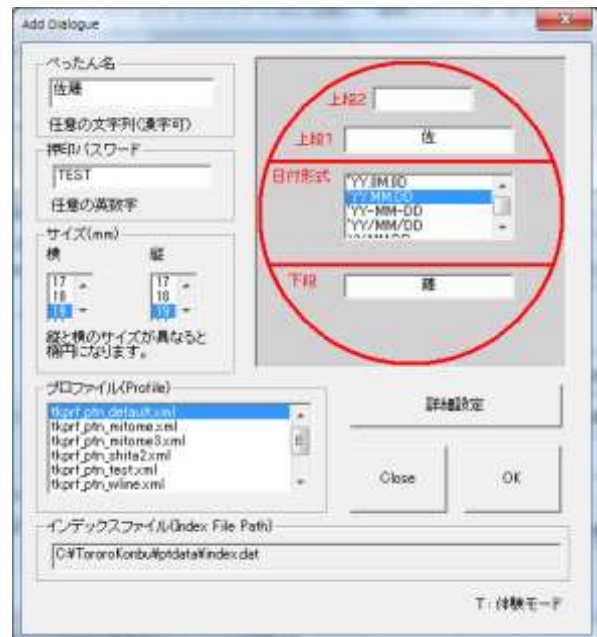 Add Dialogue
ぺったん名
佐藤
任意の文字列(漢字可)
押印パスワード
TEST
任意の英数字
サイズ(mm)
横 縦
17 17
18 18
19 19
縦と横のサイズが異なると
楕円になります。
上段2
上段1 佐
日付形式
'YY.MM.DD
'YY-MM-DD
'YY/MM/DD
下段 藤
プロファイル(Profile)
tkprf_ptn_default.xml
tkprf_ptn_mitome.xml
tkprf_ptn_mitome3.xml
tkprf_ptn_shita2.xml
tkprf_ptn_test.xml
tkprf_ptn_wline.xml
詳細設定
Close OK
インデックスファイル(Index File Path)
C:¥TororoKonbu¥ptdata¥index.dat
T : 体験モード